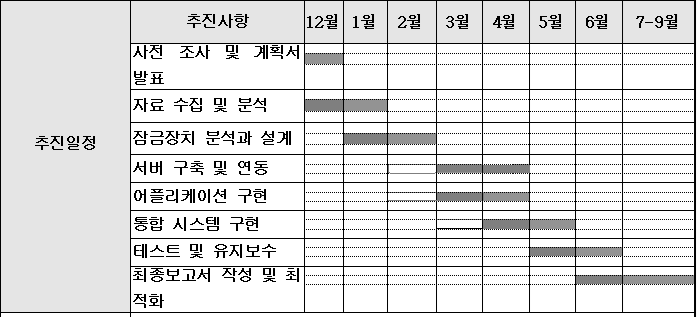 추진사항 12월 1월 2월 3월 4월 5월 6월 7-9월
추진일정
사전 조사 및 계획서
발표
자료 수집 및 분석
잠금장치 분석과 설계
서버 구축 및 연동
어플리케이션 구현
통합 시스템 구현
테스트 및 유지보수
최종보고서 작성 및 최
적화